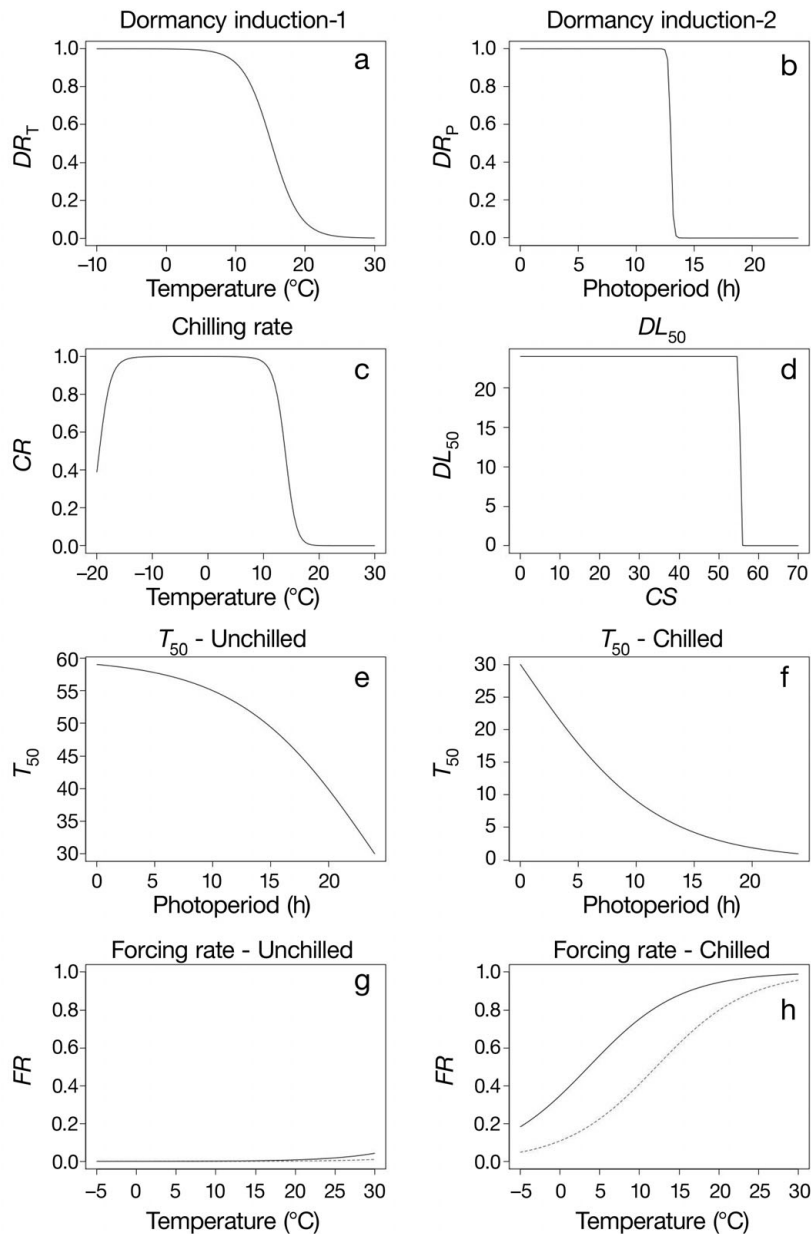 Dormancy induction-1
a
1.0
0.8
0.6
0.4
0.2
0.0
DR_T
−10 0 10 20 30
Temperature (°C)
Dormancy induction-2
b
1.0
0.8
0.6
0.4
0.2
0.0
DR_P
0 5 10 15 20
Photoperiod (h)
Chilling rate
c
1.0
0.8
0.6
0.4
0.2
0.0
CR
−20 −10 0 10 20 30
Temperature (°C)
DL_50
d
20
15
10
5
0
DL_50
0 10 20 30 40 50 60 70
CS
T_50 - Unchilled
e
60
55
50
45
40
35
30
T_50
0 5 10 15 20
Photoperiod (h)
T_50 - Chilled
f
30
25
20
15
10
5
0
T_50
0 5 10 15 20
Photoperiod (h)
Forcing rate - Unchilled
g
1.0
0.8
0.6
0.4
0.2
0.0
FR
−5 0 5 10 15 20 25 30
Temperature (°C)
Forcing rate - Chilled
h
1.0
0.8
0.6
0.4
0.2
0.0
FR
−5 0 5 10 15 20 25 30
Temperature (°C)